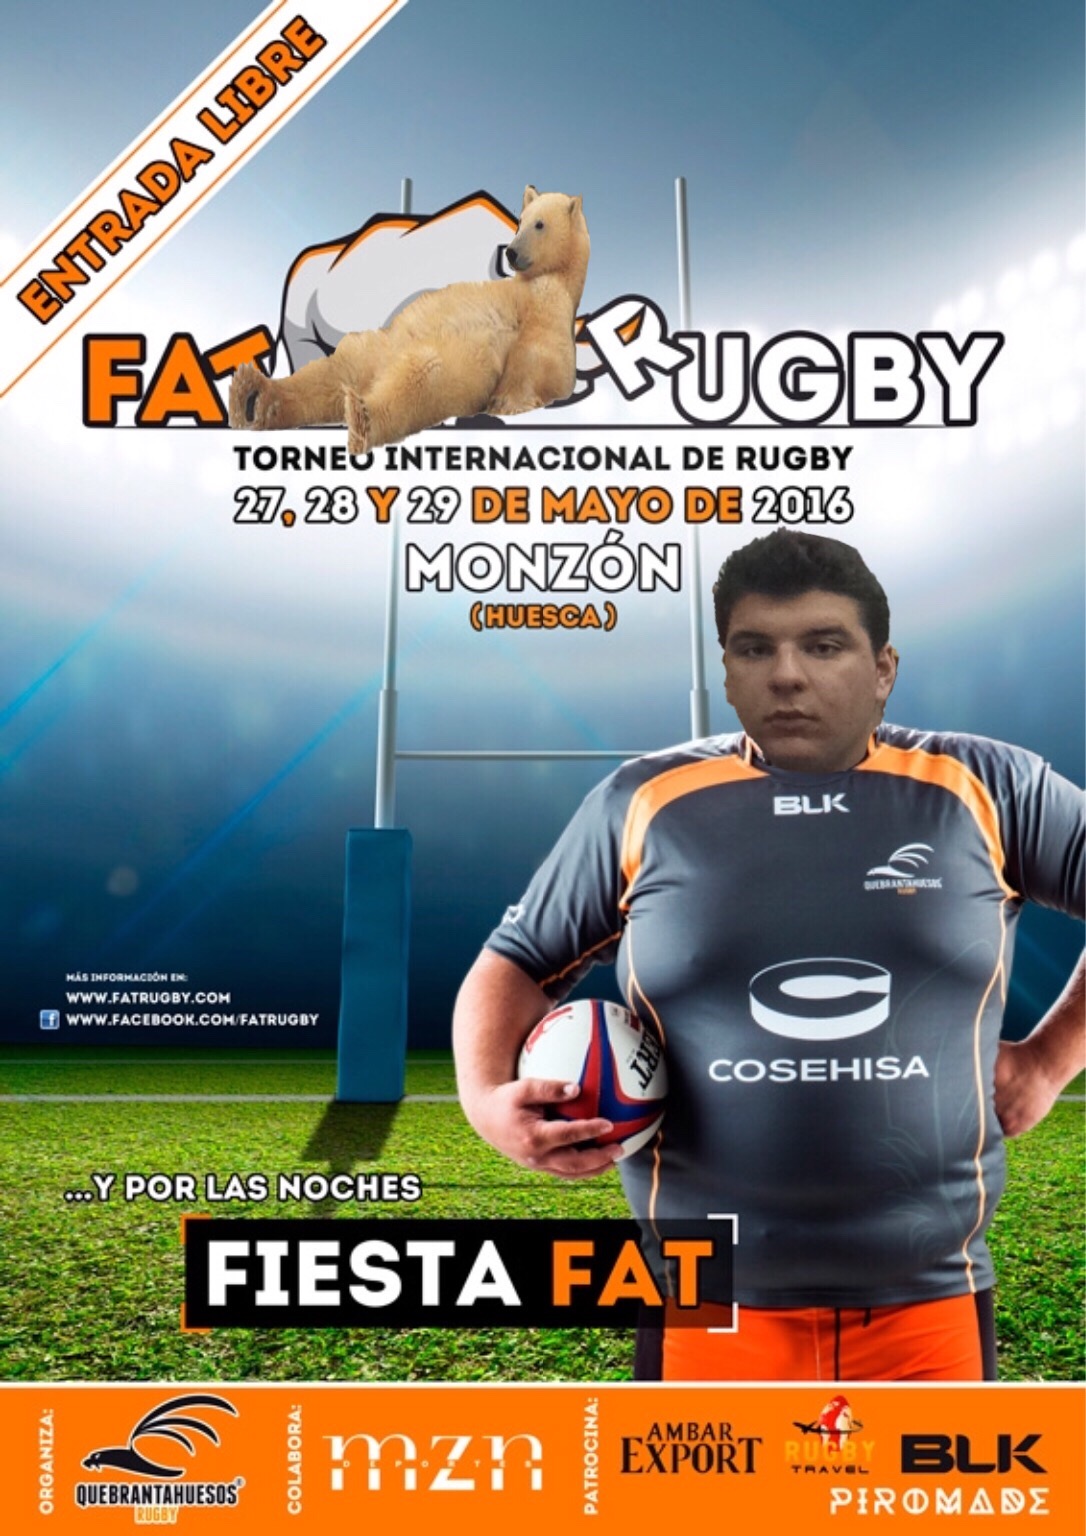 ENTRADA LIBRE
FAT RUGBY
TORNEO INTERNACIONAL DE RUGBY
27, 28 Y 29 DE MAYO DE 2016
MONZÓN
(HUESCA)
BLK
QUEBRANTAHUESOS
RUGBY
COSEHISA
MÁS INFORMACIÓN EN:
WWW.FATRUGBY.COM
f WWW.FACEBOOK.COM/FATRUGBY
...Y POR LAS NOCHES
FIESTA FAT
ORGANIZA:
QUEBRANTAHUESOS
RUGBY
COLABORA:
mzn
DEPORTES
PATROCINA:
AMBAR
EXPORT
RUGBY
TRAVEL
BLK
PIROMADE